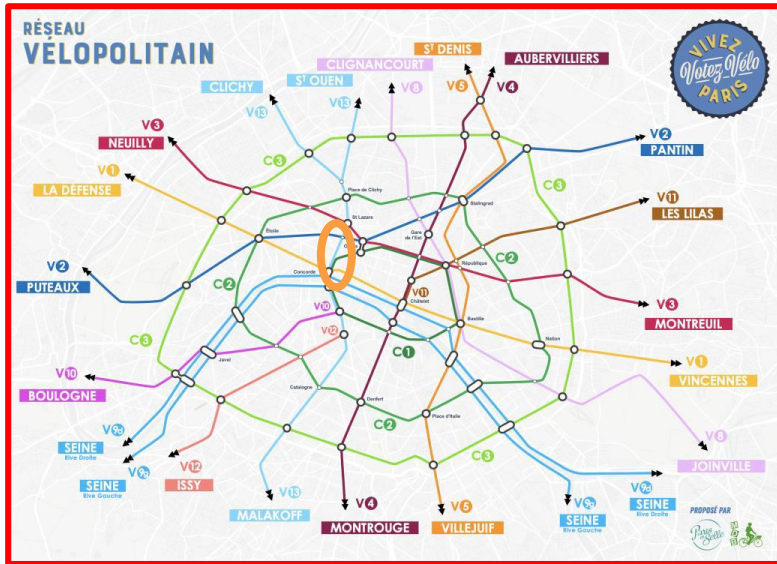 RÉSEAU
VÉLOPOLITAIN
VIVEZ
Votez Vélo
PARIS
ST DENIS
CLIGNANCOURT
AUBERVILLIERS
ST OUEN
CLICHY
V5
V4
V8
V13
V13
V3
NEUILLY
V2
PANTIN
C3
C3
V1
LA DÉFENSE
V11
LES LILAS
Place de Clichy
Stalingrad
St Lazare
Gare
de l'Est
Étoile
C2
République
Concorde
V2
PUTEAUX
C2
V11
Châtelet
V3
MONTREUIL
V10
Bastille
V12
Nation
C3
C1
Javel
V1
VINCENNES
V10
BOULOGNE
Catalogne
Denfert
Place d'Italie
C2
V9d
SEINE
Rive Droite
V8
JOINVILLE
C3
V9g
SEINE
Rive Gauche
V12
ISSY
V13
MALAKOFF
V4
MONTROUGE
V5
VILLEJUIF
V9g
SEINE
Rive Gauche
V9d
SEINE
Rive Droite
PROPOSÉ PAR
Paris en Selle
MDB